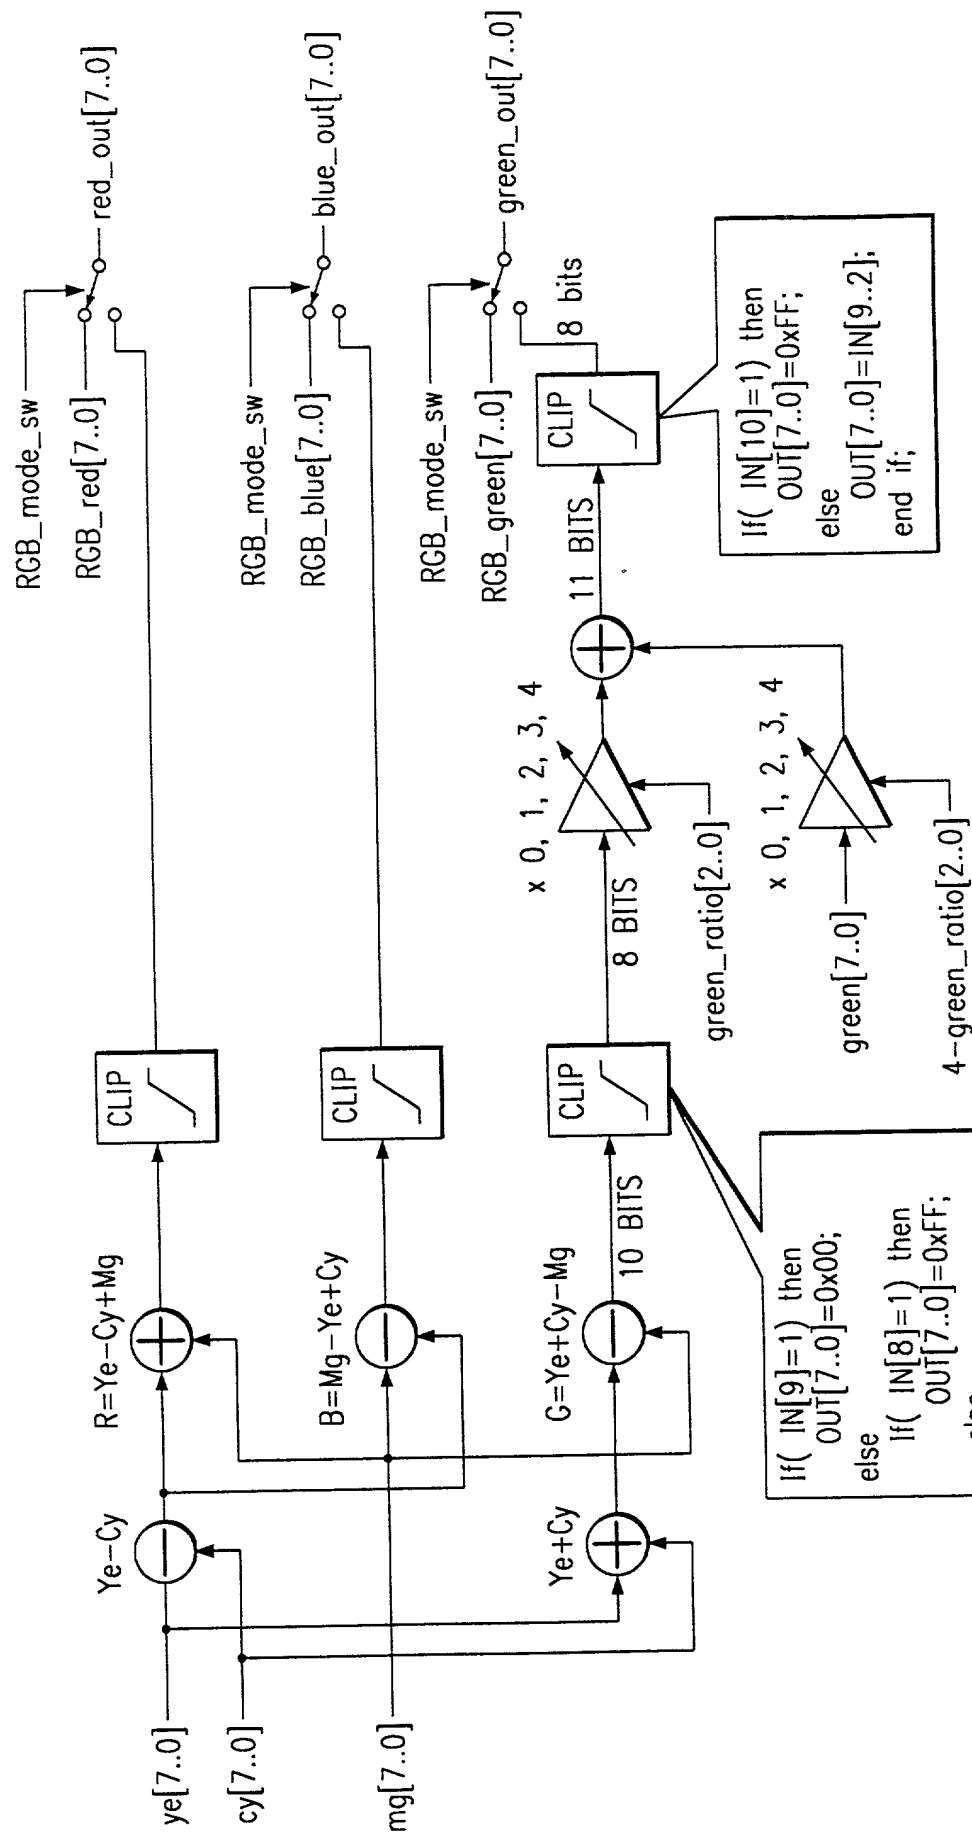 RGB_mode_sw
RGB_red[7..0]
red_out[7..0]
RGB_mode_sw
RGB_blue[7..0]
blue_out[7..0]
RGB_mode_sw
RGB_green[7..0]
green_out[7..0]
8 bits
ye[7..0]
cy[7..0]
mg[7..0]
Ye-Cy
R=Ye-Cy+Mg
CLIP
B=Mg-Ye+Cy
CLIP
Ye+Cy
G=Ye+Cy-Mg
10 BITS
CLIP
8 BITS
x 0, 1, 2, 3, 4
green_ratio[2..0]
11 BITS
CLIP
green[7..0]
x 0, 1, 2, 3, 4
4-green_ratio[2..0]
If( IN[10]=1) then
OUT[7..0]=0xFF;
else
OUT[7..0]=IN[9..2];
end if;
If( IN[9]=1) then
OUT[7..0]=0x00;
else
If( IN[8]=1) then
OUT[7..0]=0xFF;